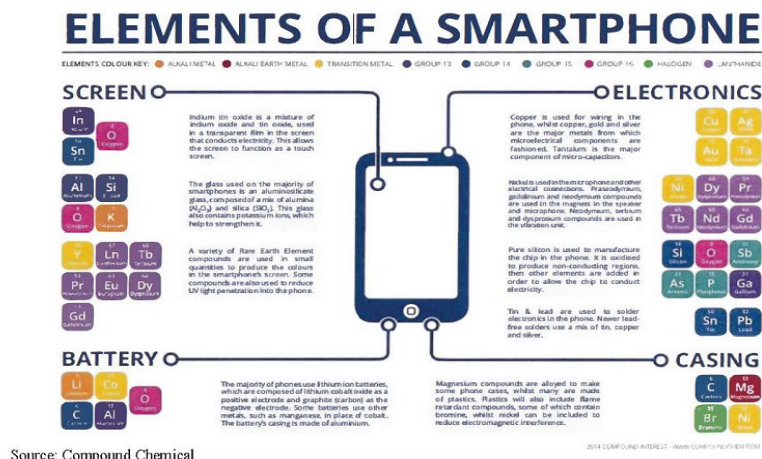 ELEMENTS OF A SMARTPHONE
ELEMENTS COLOUR KEY: ALKALI METAL ALKALI EARTH METAL TRANSITION METAL GROUP 13 GROUP 14 GROUP 15 GROUP 16 HALOGEN LANTHANIDE
SCREEN
In
O
Oxygen
Sn
Tin
Indium tin oxide is a mixture of
indium oxide and tin oxide, used
in a transparent film in the screen
that conducts electricity. This allows
the screen to function as a touch
screen.
Al Si
O K
Oxygen
The glass used on the majority of
smartphones is an aluminosilicate
glass, composed of a mix of alumina
(Al₂O₃) and silica (SiO₂). This glass
also contains potassium ions, which
help to strengthen it.
Y Ln Tb
Pr Eu Dy
Gd
A variety of Rare Earth Element
compounds are used in small
quantities to produce the colours
in the smartphone's screen. Some
compounds are also used to reduce
UV light penetration into the phone.
ELECTRONICS
Copper is used for wiring in the
phone, whilst copper, gold and silver
are the major metals from which
microelectrical components are
fashioned. Tantalum is the major
component of micro-capacitors.
Cu Ag
Au Ta
Nickel is used in the microphone and other
electrical connections. Praseodymium,
gadolinium and neodymium compounds
are used in the magnets in the speaker
and microphone. Neodymium, terbium
and dysprosium compounds are used in
the vibration unit.
Ni Dy Pr
Tb Nd Gd
Pure silicon is used to manufacture
the chip in the phone. It is oxidised
to produce non-conducting regions,
then other elements are added in
order to allow the chip to conduct
electricity.
Si O Sb
Silicon Oxygen Antimony
As P Ga
Tin & lead are used to solder
electronics in the phone. Newer lead-
free solders use a mix of tin, copper
and silver.
Sn Pb
Tin Lead
BATTERY
Li Co
O
Oxygen
C Al
The majority of phones use lithium ion batteries,
which are composed of lithium cobalt oxide as a
positive electrode and graphite (carbon) as the
negative electrode. Some batteries use other
metals, such as manganese, in place of cobalt.
The battery's casing is made of aluminium.
CASING
Magnesium compounds are alloyed to make
some phone cases, whilst many are made
of plastics. Plastics will also include flame
retardant compounds, some of which contain
bromine, whilst nickel can be included to
reduce electromagnetic interference.
C Mg
Carbon Magnesium
Br Ni
Bromine
2014 COMPOUND INTEREST - WWW.COMPOUNDCHEM.COM
Source: Compound Chemical